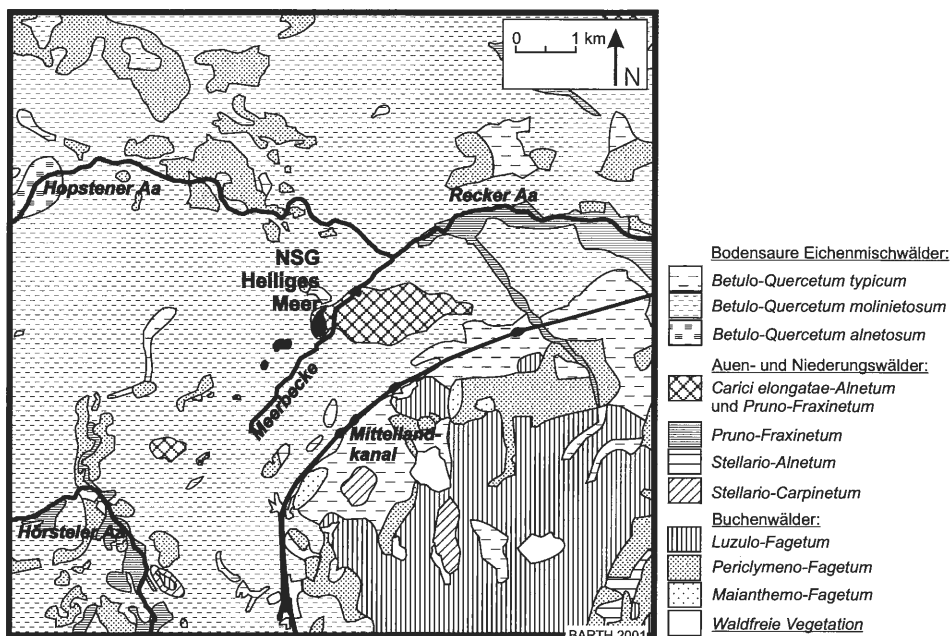 0 1 km
N
Hopstener Aa
Recker Aa
NSG
Heiliges
Meer
Meerbecke
Mittelland-
kanal
Hörsteler Aa
BARTH 2001
Bodensaure Eichenmischwälder:
Betulo-Quercetum typicum
Betulo-Quercetum molinietosum
Betulo-Quercetum alnetosum
Auen- und Niederungswälder:
Carici elongatae-Alnetum
und Pruno-Fraxinetum
Pruno-Fraxinetum
Stellario-Alnetum
Stellario-Carpinetum
Buchenwälder:
Luzulo-Fagetum
Periclymeno-Fagetum
Maianthemo-Fagetum
Waldfreie Vegetation